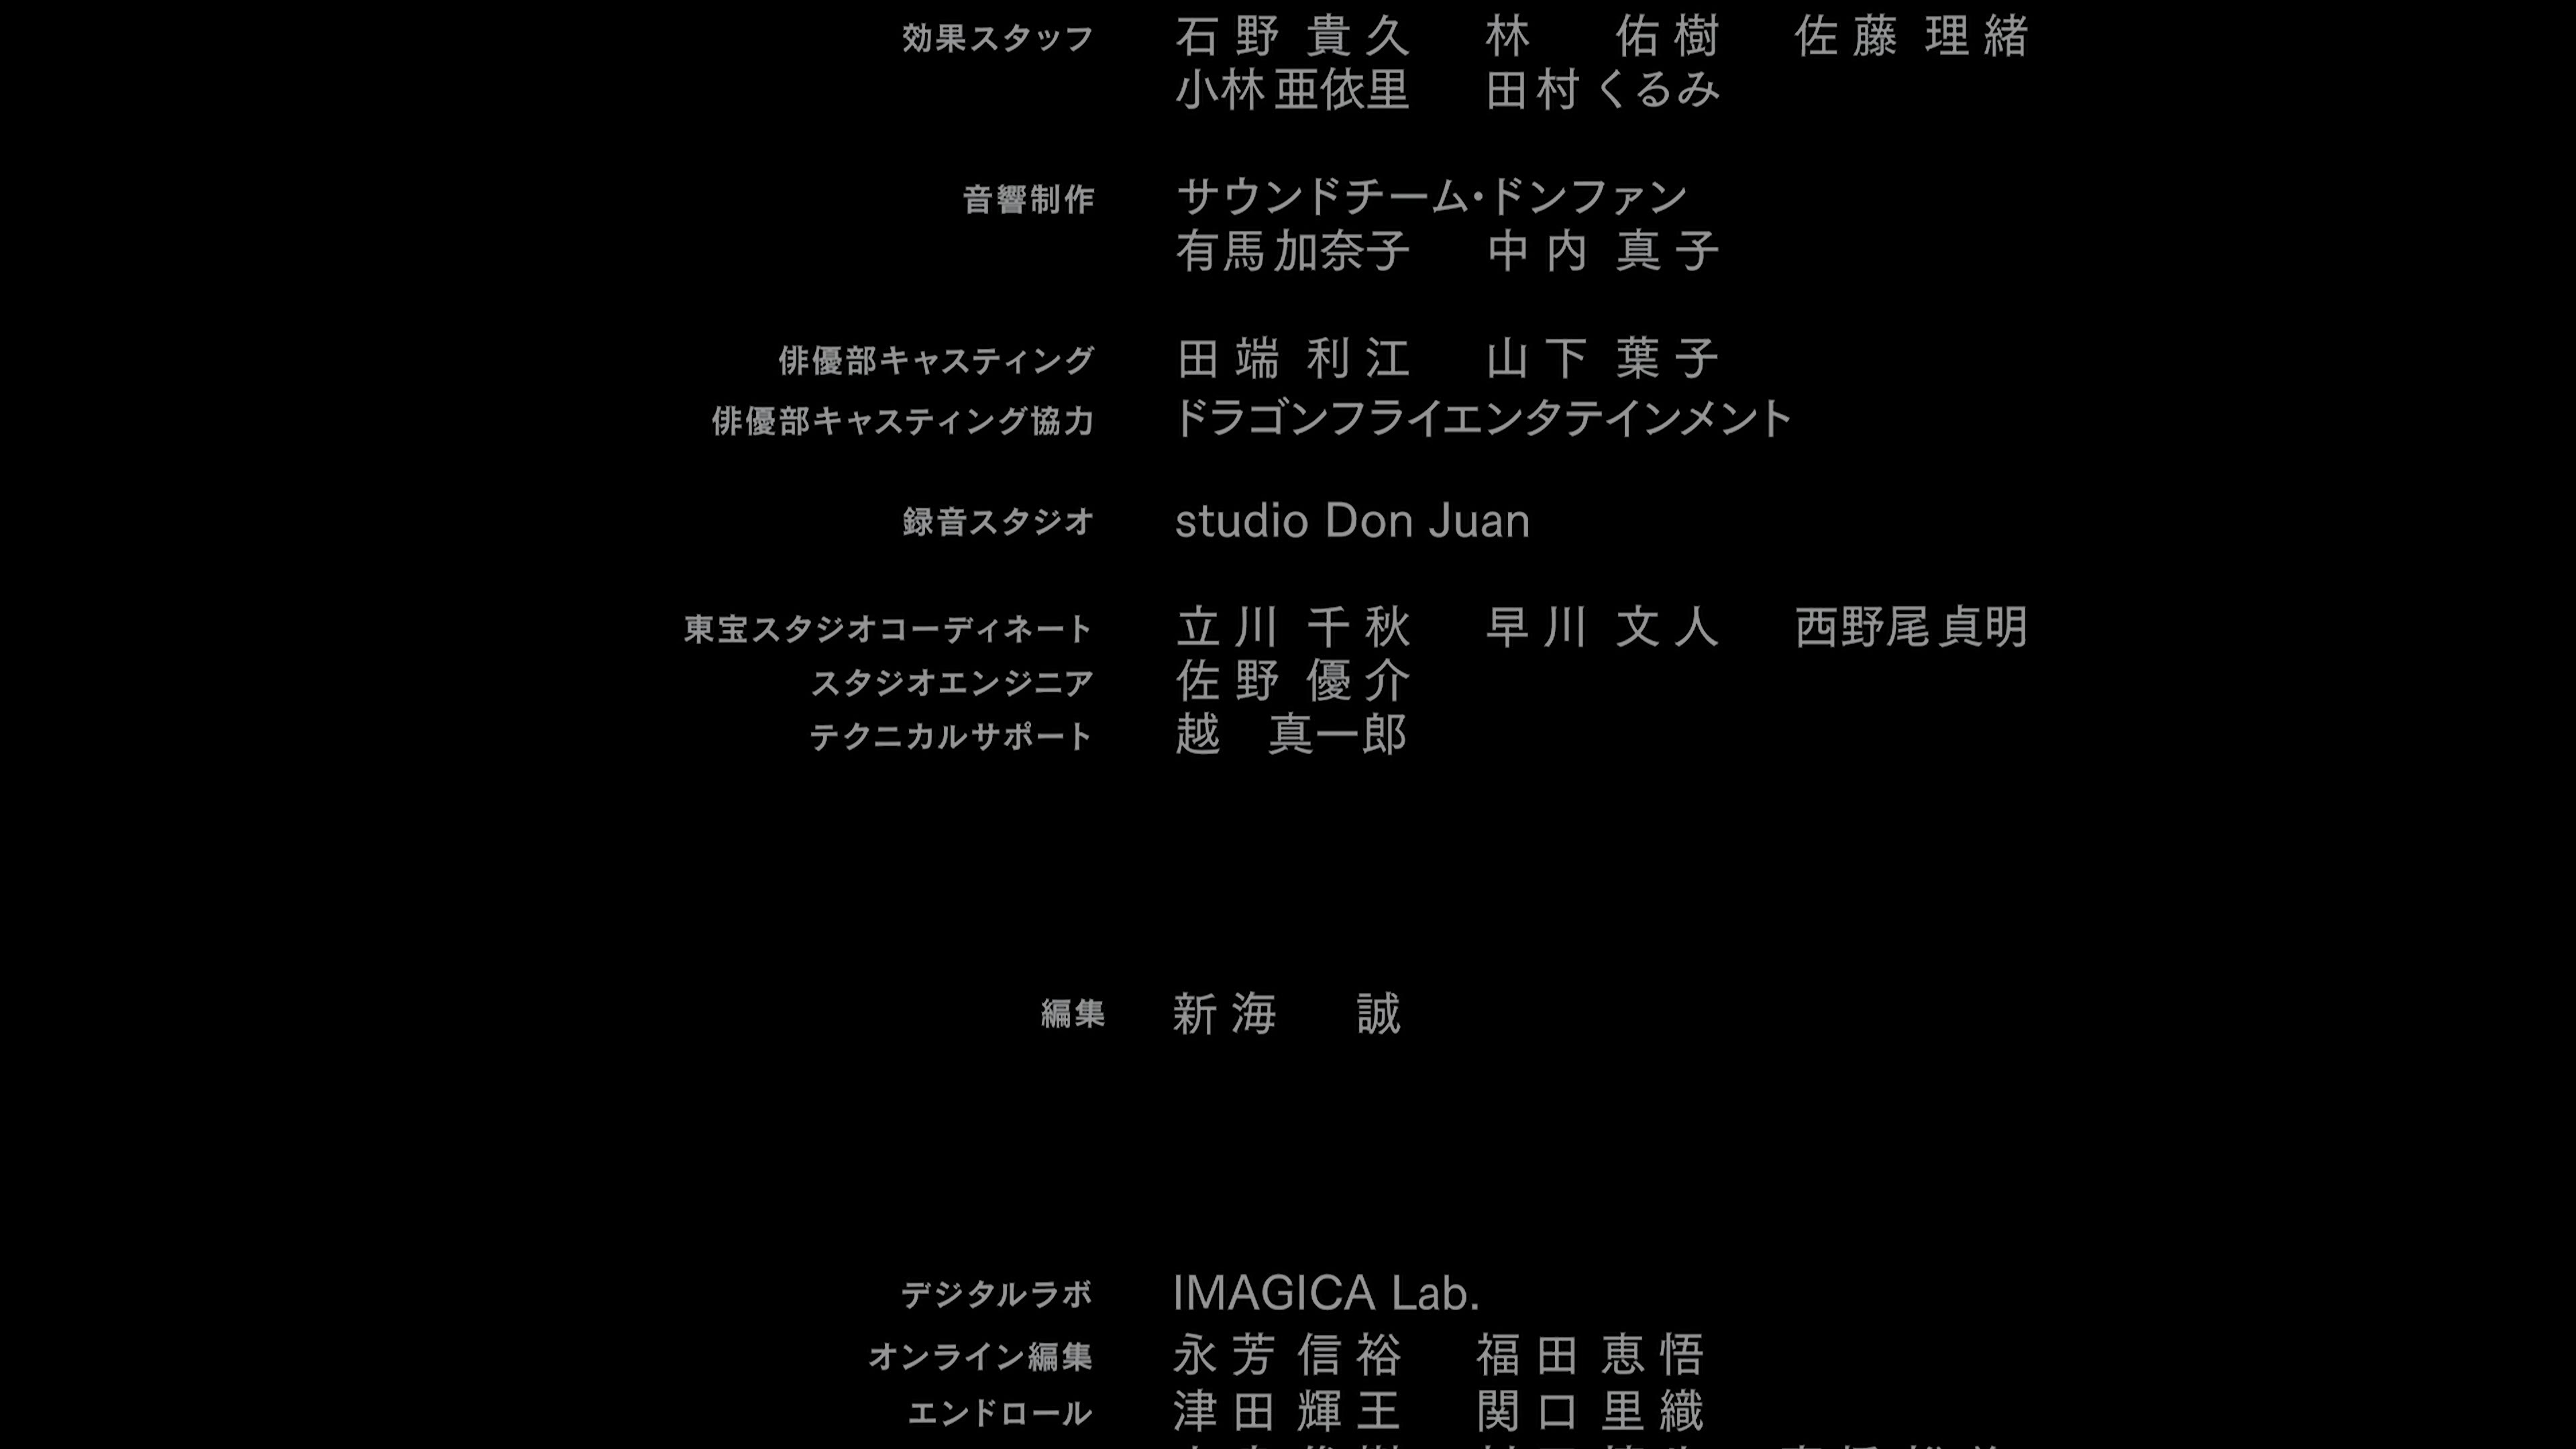 効果スタッフ 石野 貴久 林 佑樹 佐藤 理緒
小林亜依里 田村くるみ
音響制作 サウンドチーム・ドンファン
有馬加奈子 中内 真子
俳優部キャスティング 田端 利江 山下 葉子
俳優部キャスティング協力 ドラゴンフライエンタテインメント
録音スタジオ studio Don Juan
東宝スタジオコーディネート 立川 千秋 早川 文人 西野尾貞明
スタジオエンジニア 佐野 優介
テクニカルサポート 越 真一郎
編集 新海 誠
デジタルラボ IMAGICA Lab.
オンライン編集 永芳 信裕 福田 恵悟
エンドロール 津田 輝王 関口 里織